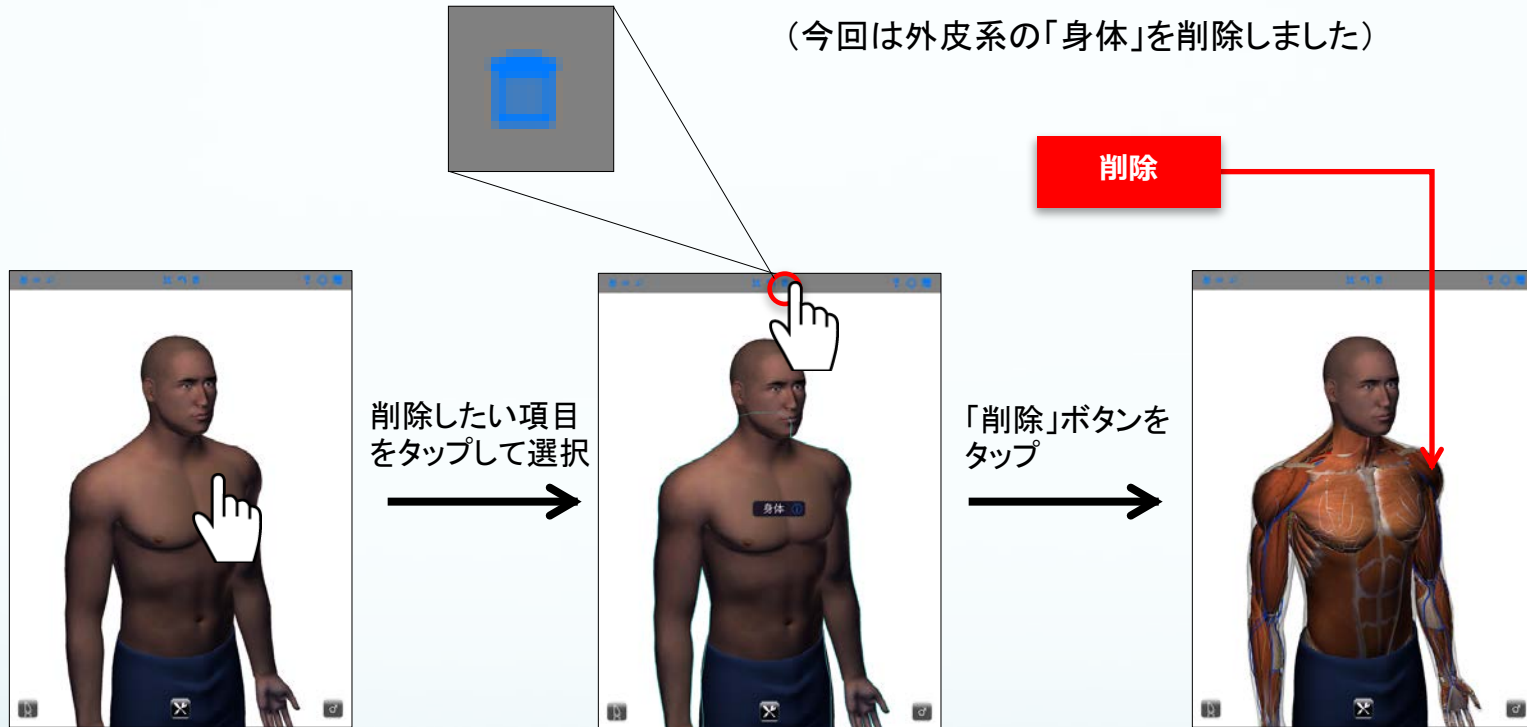 (今回は外皮系の「身体」を削除しました)
削除
削除したい項目
をタップして選択
身体
「削除」ボタンを
タップ